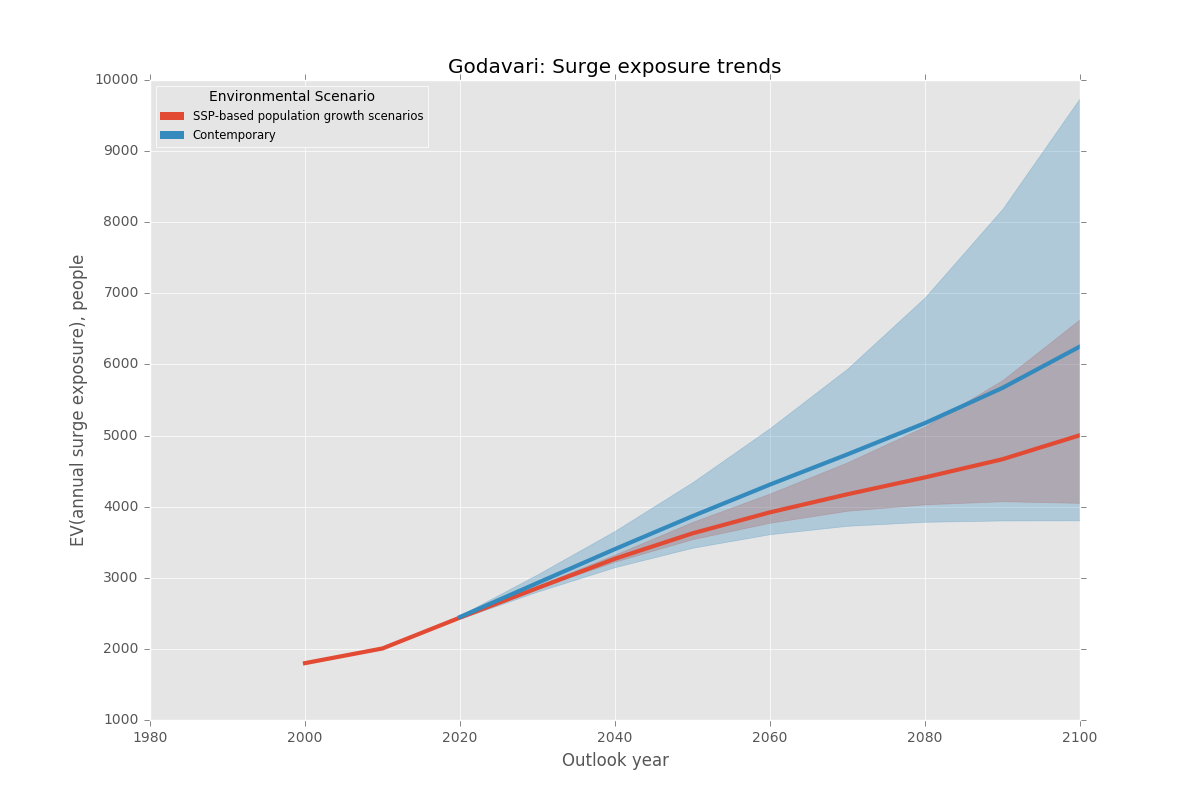 Godavari: Surge exposure trends
Environmental Scenario
SSP-based population growth scenarios
Contemporary
10000
9000
8000
7000
6000
5000
4000
3000
2000
1000
EV(annual surge exposure), people
1980 2000 2020 2040 2060 2080 2100
Outlook year